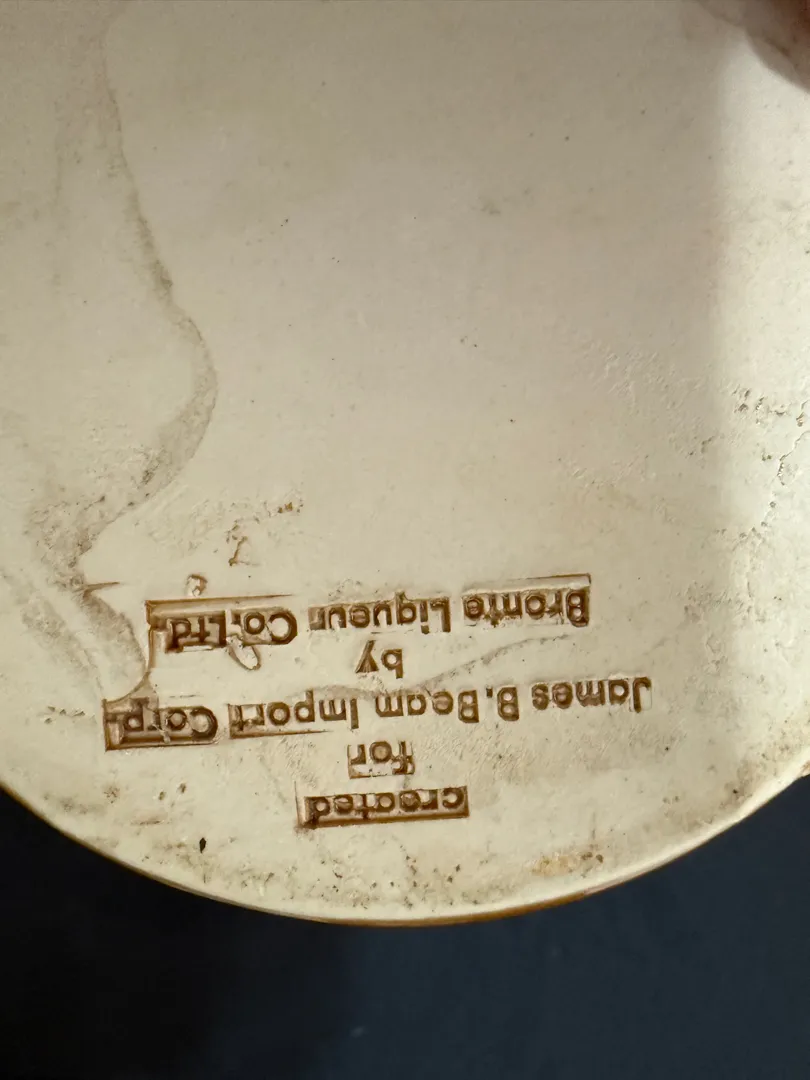 created
for
James B.Beam Import Corp.
by
Bronte Liqueur Co.Ltd.